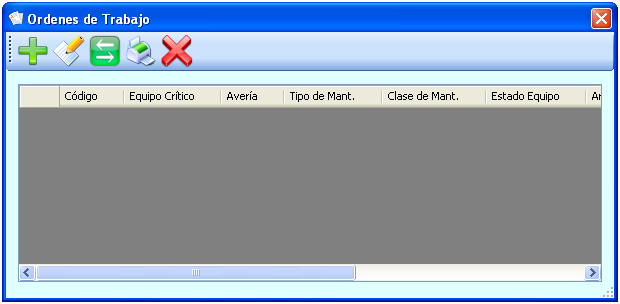 Ordenes de Trabajo
Código Equipo Crítico Avería Tipo de Mant. Clase de Mant. Estado Equipo